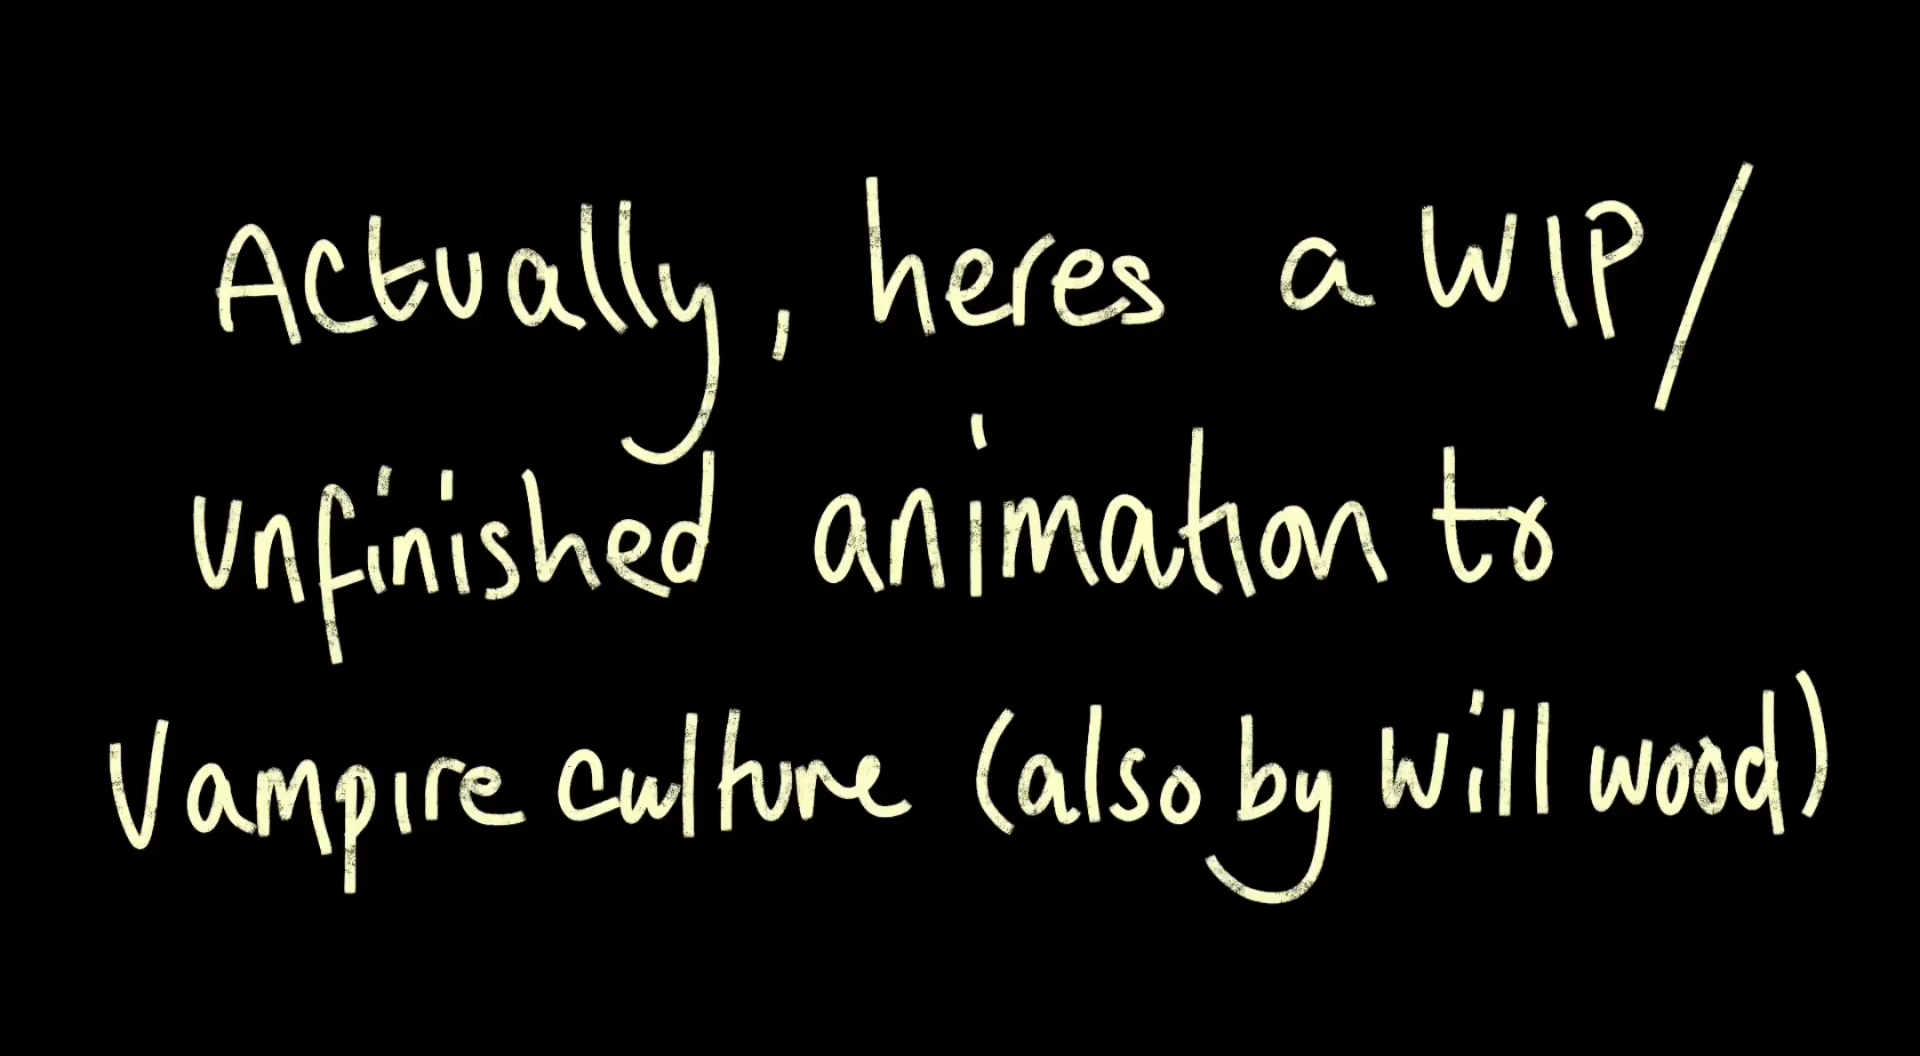 Actually, heres a WIP/
unfinished animation to
Vampire culture (also by will wood)